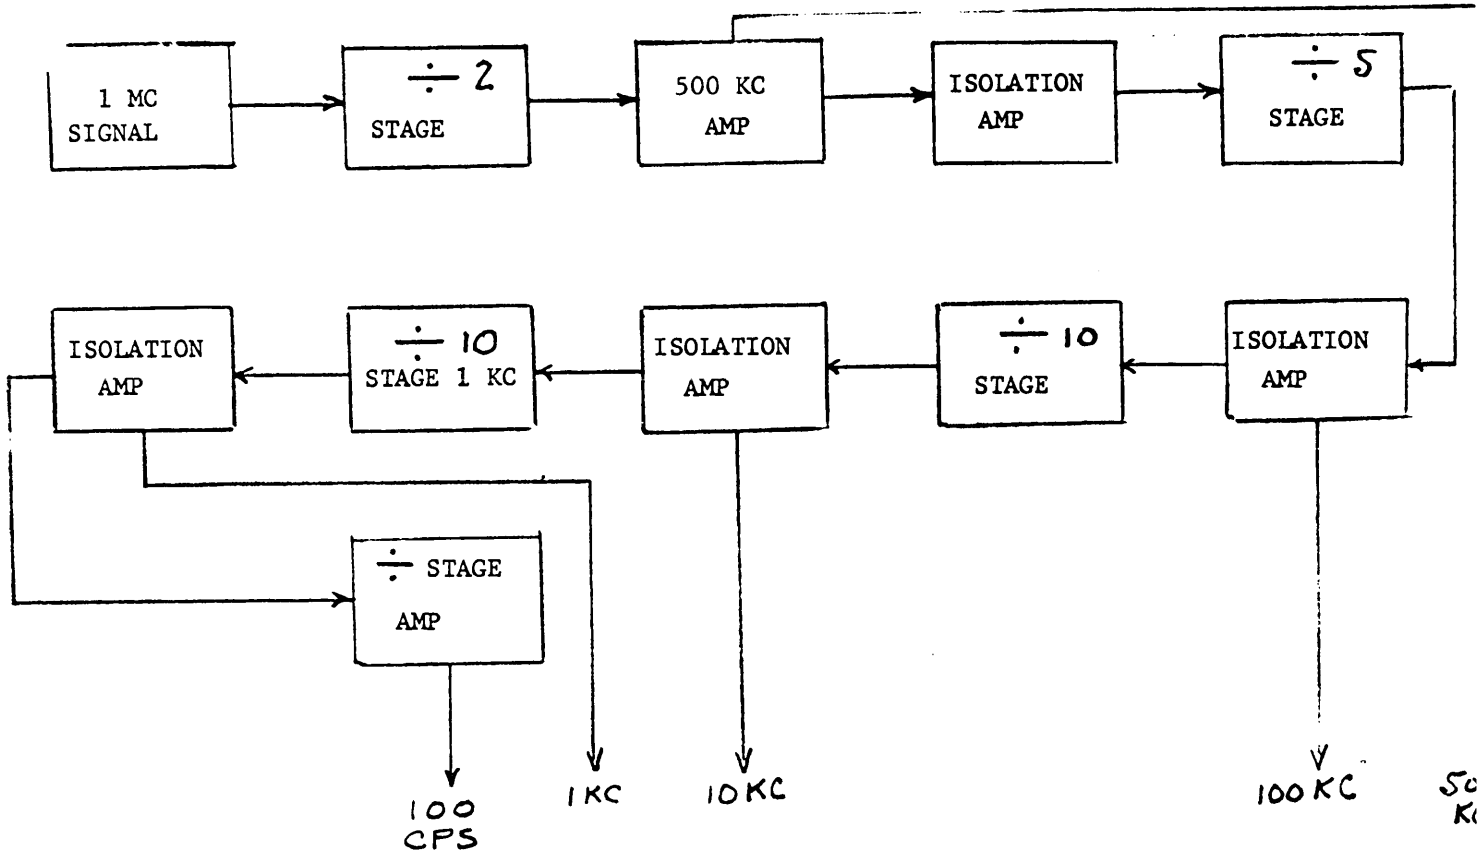 1 MC
SIGNAL
÷ 2
STAGE
500 KC
AMP
ISOLATION
AMP
÷ 5
STAGE
ISOLATION
AMP
÷ 10
STAGE 1 KC
ISOLATION
AMP
÷ 10
STAGE
ISOLATION
AMP
÷ STAGE
AMP
100
CPS
1 KC
10 KC
100 KC